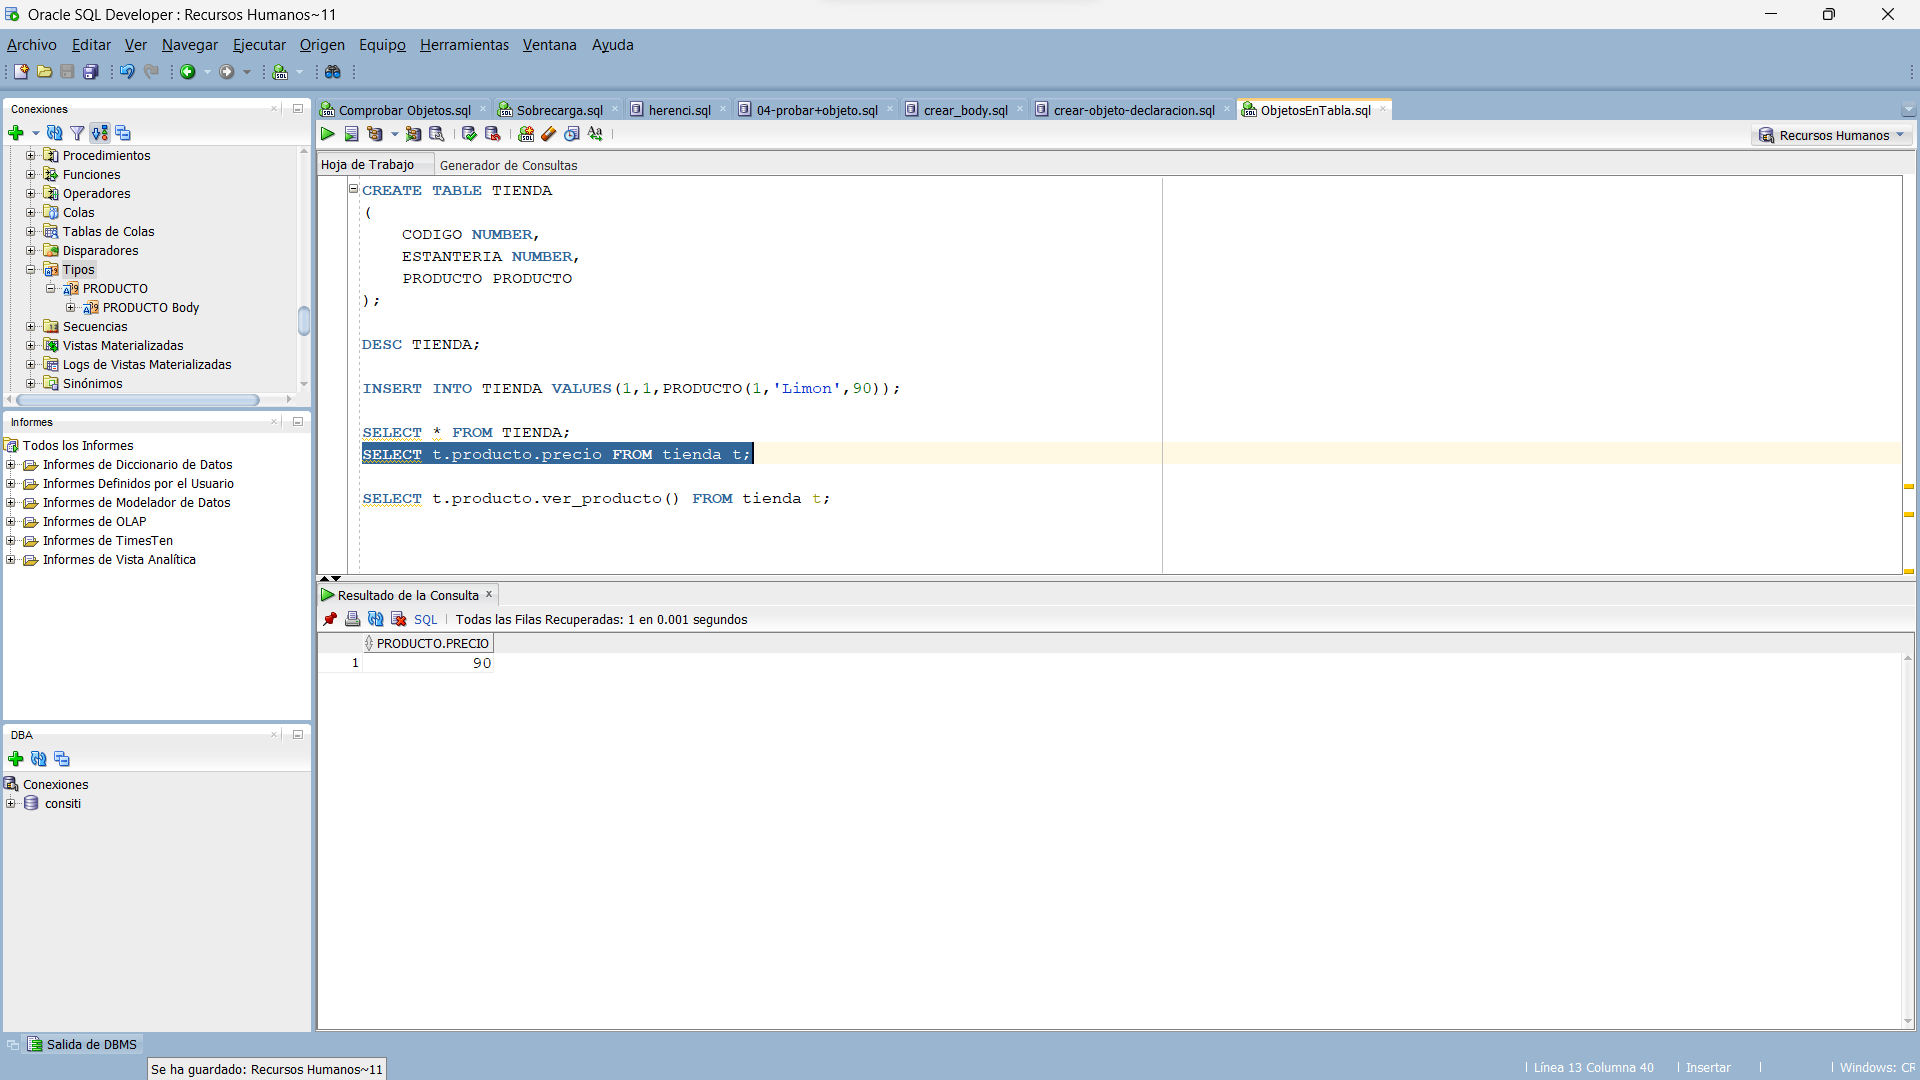 Oracle SQL Developer : Recursos Humanos~11
Archivo Editar Ver Navegar Ejecutar Origen Equipo Herramientas Ventana Ayuda
Conexiones
Procedimientos
Funciones
Operadores
Colas
Tablas de Colas
Disparadores
Tipos
PRODUCTO
PRODUCTO Body
Secuencias
Vistas Materializadas
Logs de Vistas Materializadas
Sinónimos
Informes
Todos los Informes
Informes de Diccionario de Datos
Informes Definidos por el Usuario
Informes de Modelador de Datos
Informes de OLAP
Informes de TimesTen
Informes de Vista Analítica
DBA
Conexiones
consiti
Comprobar Objetos.sql Sobrecarga.sql herenci.sql 04-probar+objeto.sql crear_body.sql crear-objeto-declaracion.sql ObjetosEnTabla.sql
Recursos Humanos
Hoja de Trabajo Generador de Consultas
CREATE TABLE TIENDA
(
CODIGO NUMBER,
ESTANTERIA NUMBER,
PRODUCTO PRODUCTO
);
DESC TIENDA;
INSERT INTO TIENDA VALUES(1,1,PRODUCTO(1,'Limon',90));
SELECT * FROM TIENDA;
SELECT t.producto.precio FROM tienda t;
SELECT t.producto.ver_producto() FROM tienda t;
Resultado de la Consulta
SQL Todas las Filas Recuperadas: 1 en 0.001 segundos
PRODUCTO.PRECIO
1 90
Salida de DBMS
Se ha guardado: Recursos Humanos~11
Línea 13 Columna 40 Insertar Windows: CR